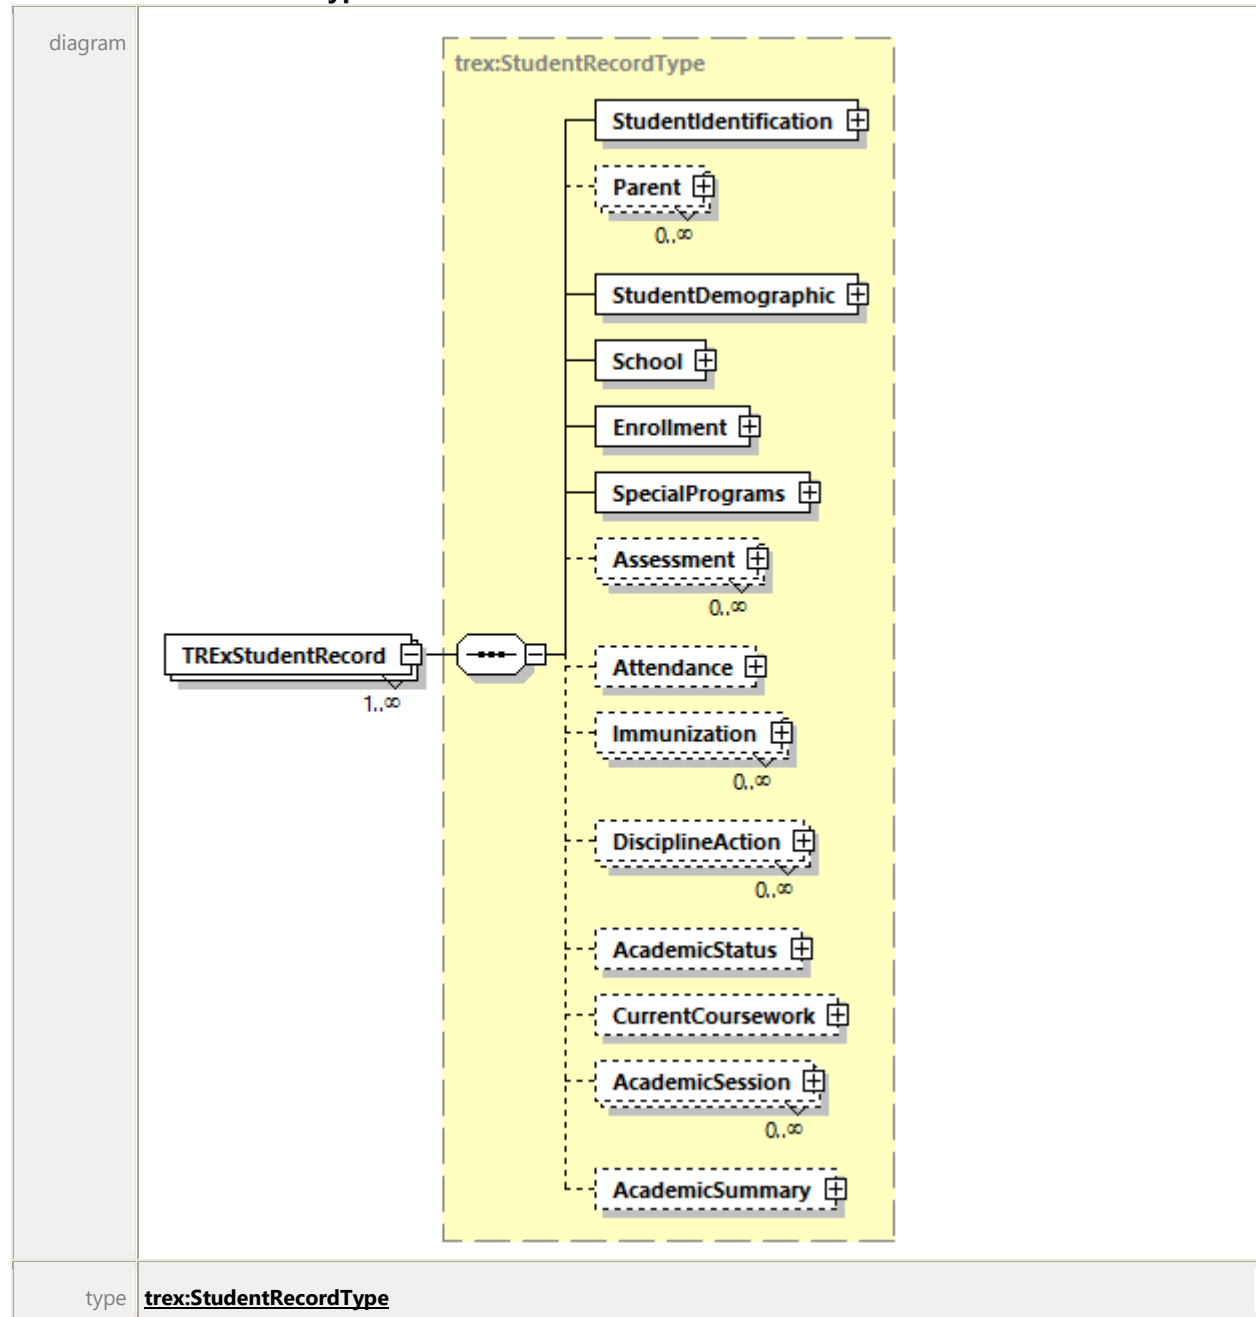 diagram
trex:StudentRecordType
StudentIdentification
Parent
0..∞
StudentDemographic
School
Enrollment
SpecialPrograms
Assessment
0..∞
TRExStudentRecord
1..∞
Attendance
Immunization
0..∞
DisciplineAction
0..∞
AcademicStatus
CurrentCoursework
AcademicSession
0..∞
AcademicSummary
type trex:StudentRecordType